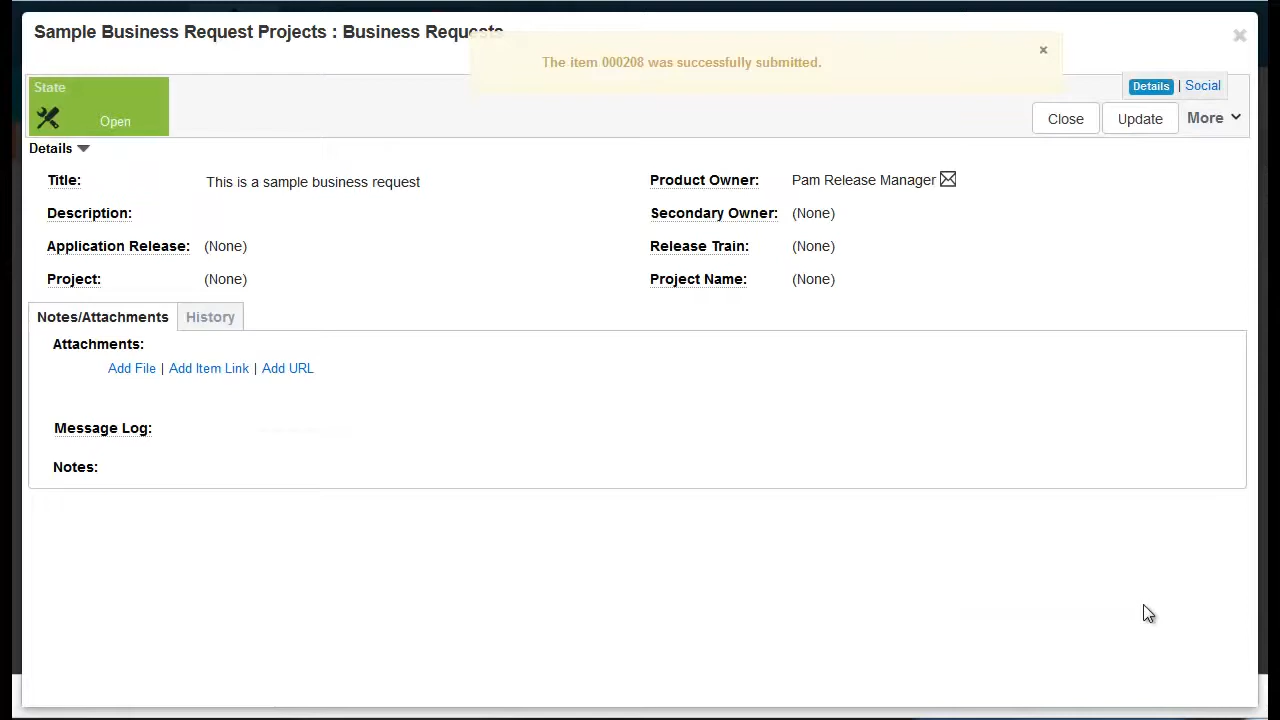 Sample Business Request Projects : Business Requests
The item 000208 was successfully submitted.
×
State
Open
Details | Social
Close Update More
Details
Title: This is a sample business request
Product Owner: Pam Release Manager
Description:
Secondary Owner: (None)
Application Release: (None)
Release Train: (None)
Project: (None)
Project Name: (None)
Notes/Attachments History
Attachments:
Add File | Add Item Link | Add URL
Message Log:
Notes: